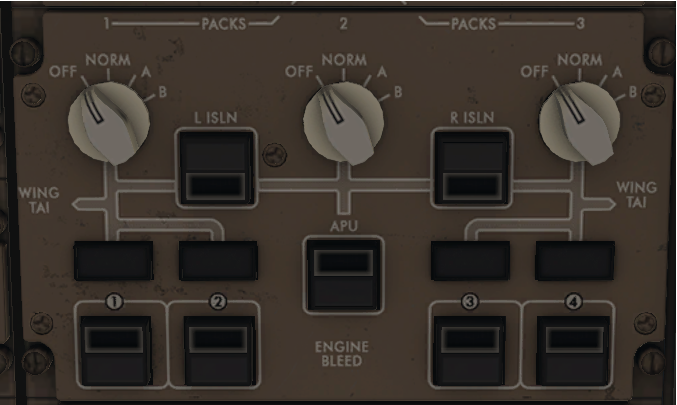 1 PACKS 2 PACKS 3
OFF NORM A B
OFF NORM A B
OFF NORM A B
L ISLN
R ISLN
WING
TAI
WING
TAI
APU
1 2 3 4
ENGINE
BLEED